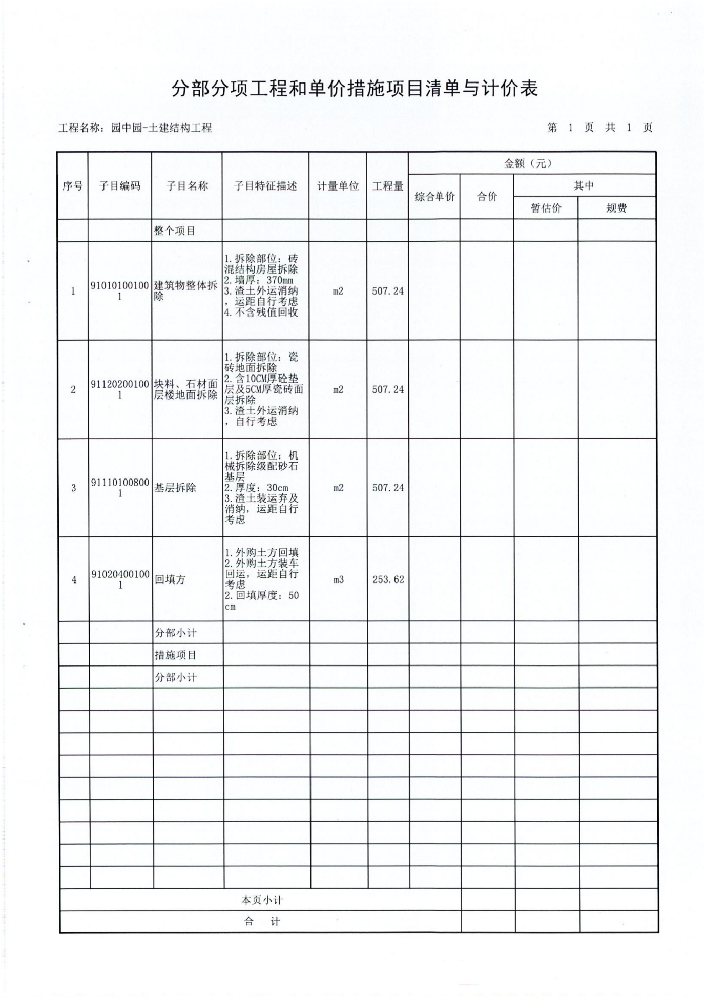 分部分项工程和单价措施项目清单与计价表
工程名称：园中园-土建结构工程
第 1 页 共 1 页
序号
子目编码
子目名称
子目特征描述
计量单位
工程量
金额（元）
综合单价
合价
其中
暂估价
规费
整个项目
1
91010100100
1
建筑物整体拆
除
1.拆除部位：砖
混结构房屋拆除
2.墙厚：370mm
3.渣土外运消纳
，运距自行考虑
4.不含残值回收
m2
507.24
2
91120200100
1
块料、石材面
层楼地面拆除
1.拆除部位：瓷
砖地面拆除
2.含10CM厚砼垫
层及5CM厚瓷砖面
层拆除
3.渣土外运消纳
，自行考虑
m2
507.24
3
91110100800
1
基层拆除
1.拆除部位：机
械拆除级配砂石
基层
2.厚度：30cm
3.渣土装运弃及
消纳，运距自行
考虑
m2
507.24
4
91020400100
1
回填方
1.外购土方回填
2.外购土方装车
回运，运距自行
考虑
2.回填厚度：50
cm
m3
253.62
分部小计
措施项目
分部小计
本页小计
合 计